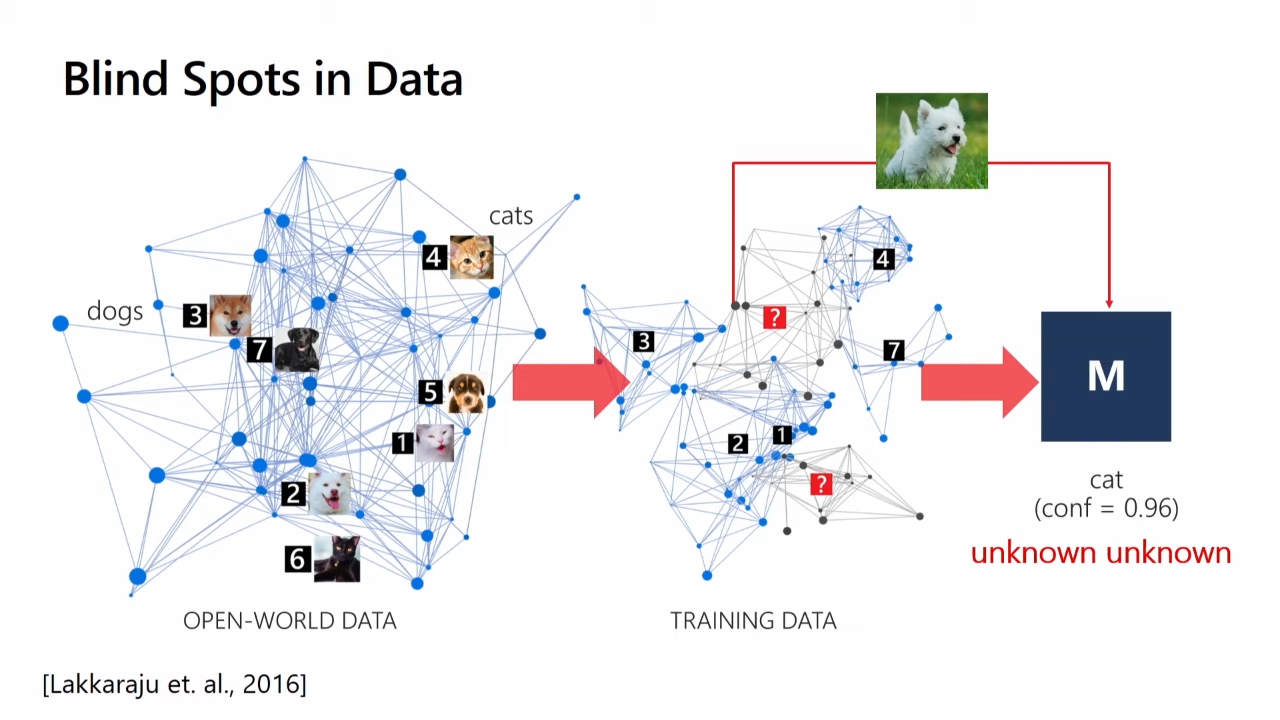 Blind Spots in Data
cats
4
dogs
3
7
5
1
2
6
OPEN-WORLD DATA
4
?
3
7
1
2
?
TRAINING DATA
M
cat
(conf = 0.96)
unknown unknown
[Lakkaraju et. al., 2016]